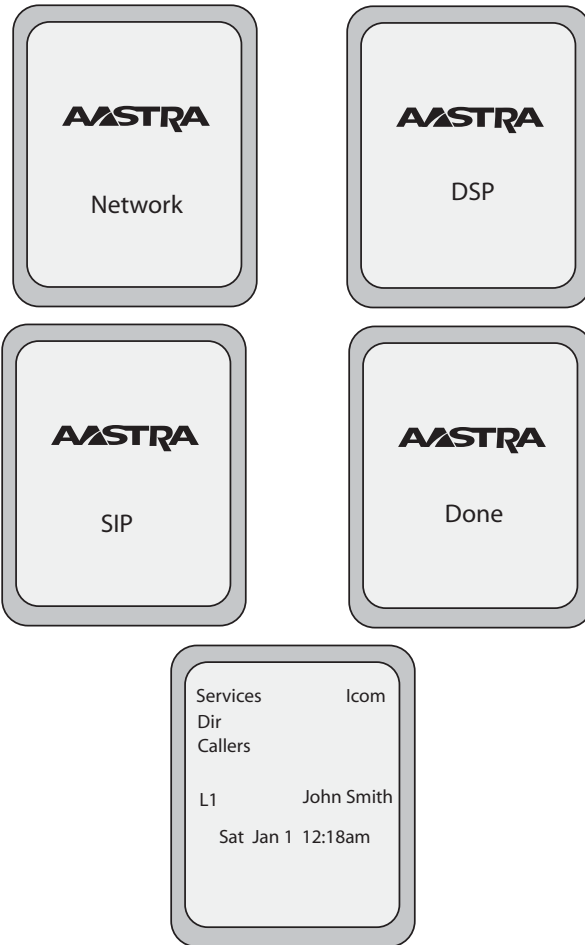 AASTRA
Network
AASTRA
DSP
AASTRA
SIP
AASTRA
Done
Services Icom
Dir
Callers
L1 John Smith
Sat Jan 1 12:18am